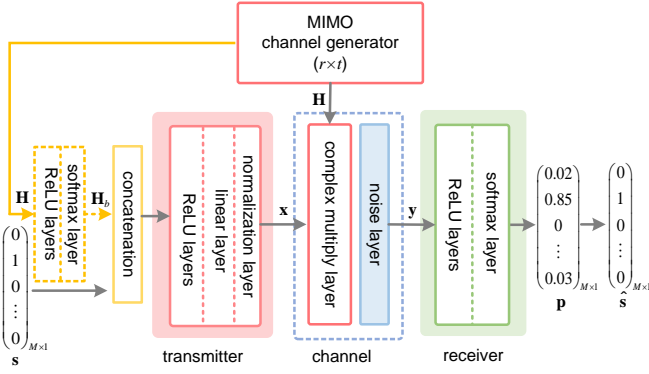 MIMO
channel generator
(r×t)
H
H
ReLU layers
softmax layer
H_b
concatenation
ReLU layers
linear layer
normalization layer
x
complex multiply layer
noise layer
y
ReLU layers
softmax layer
0
1
0
⋮
0
M×1
s
0.02
0.85
0
⋮
0.03
M×1
p
0
1
0
⋮
0
M×1
ŝ
transmitter
channel
receiver